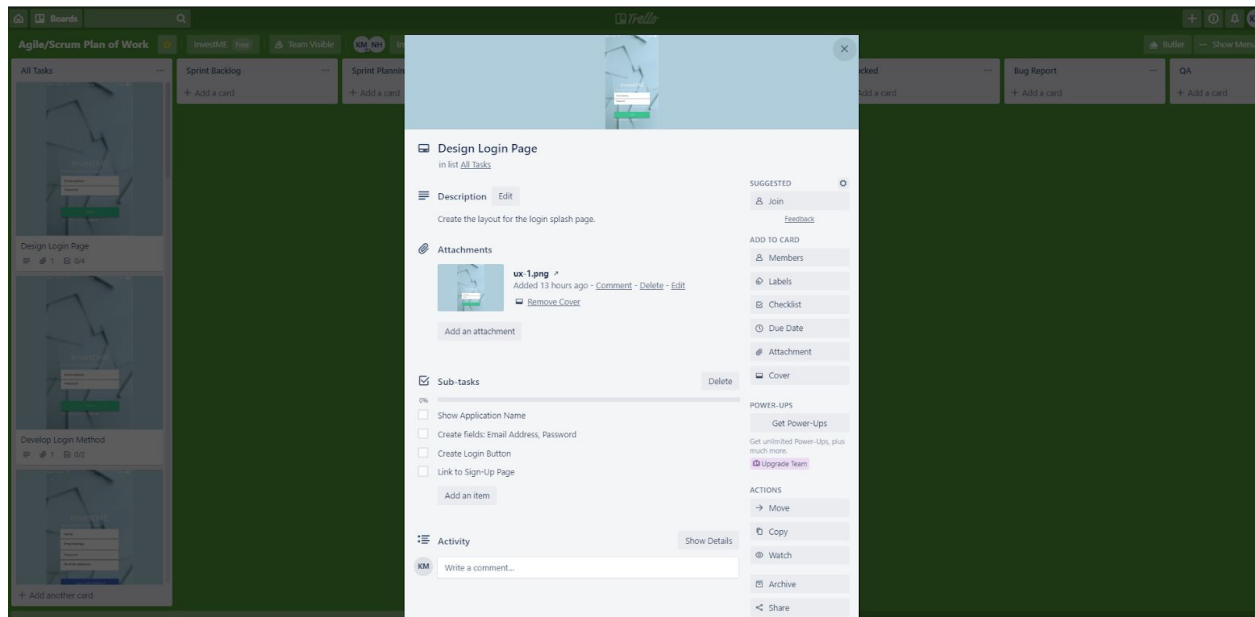 Boards
Trello
Agile/Scrum Plan of Work
InvestME Free
Team Visible
KM NH
Butler
Show Menu
All Tasks
Sprint Backlog
+ Add a card
Sprint Plannin
+ Add a card
cked
Add a card
Bug Report
+ Add a card
QA
+ Add a card
Design Login Page
1 0/4
Develop Login Method
1 0/2
+ Add another card
Design Login Page
in list All Tasks
Description Edit
Create the layout for the login splash page.
Attachments
ux-1.png ↗
Added 13 hours ago - Comment - Delete - Edit
Remove Cover
Add an attachment
Sub-tasks
Delete
0%
Show Application Name
Create fields: Email Address, Password
Create Login Button
Link to Sign-Up Page
Add an item
Activity
Show Details
KM
Write a comment...
SUGGESTED
Join
Feedback
ADD TO CARD
Members
Labels
Checklist
Due Date
Attachment
Cover
POWER-UPS
Get Power-Ups
Get unlimited Power-Ups, plus
much more.
Upgrade Team
ACTIONS
→ Move
Copy
Watch
Archive
Share